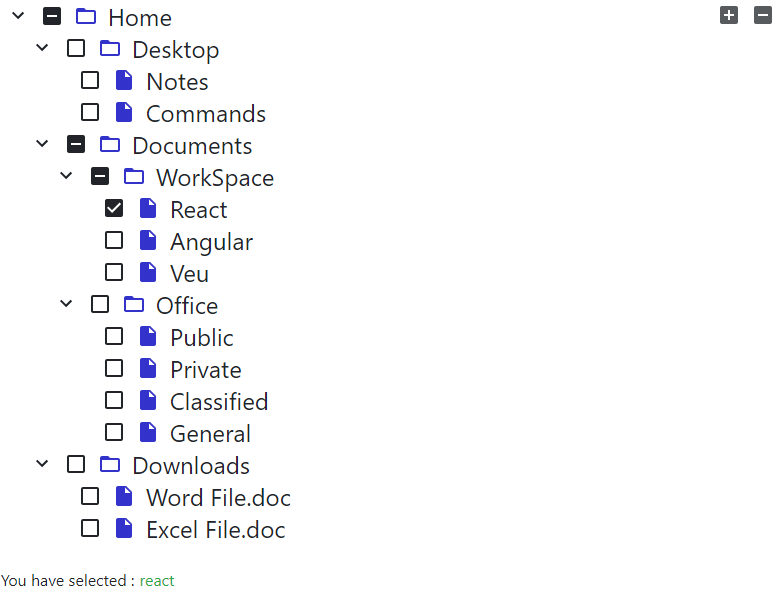 Home
Desktop
Notes
Commands
Documents
WorkSpace
React
Angular
Veu
Office
Public
Private
Classified
General
Downloads
Word File.doc
Excel File.doc
You have selected : react